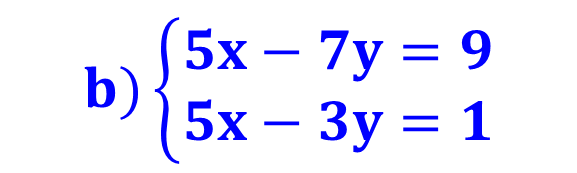 b) { 5x − 7y = 9
5x − 3y = 1